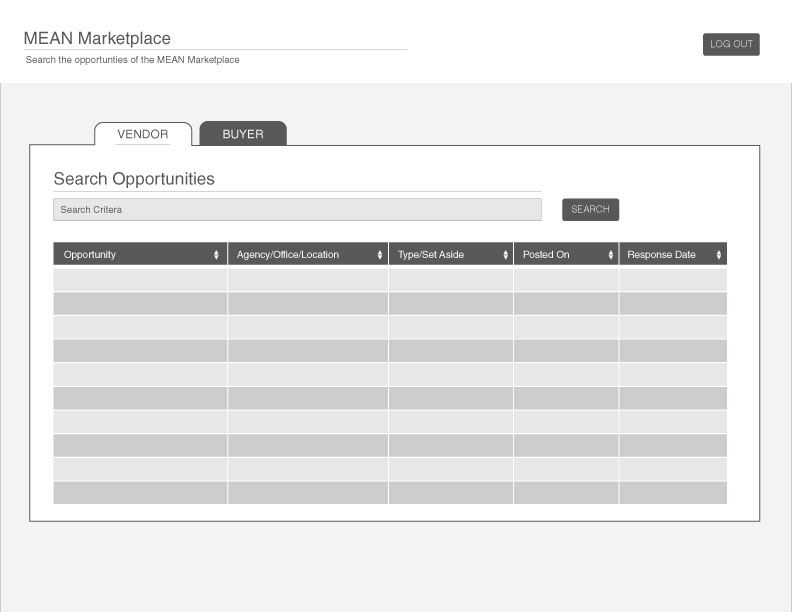 MEAN Marketplace
LOG OUT
Search the opportunties of the MEAN Marketplace
VENDOR
BUYER
Search Opportunities
Search Critera
SEARCH
Opportunity
Agency/Office/Location
Type/Set Aside
Posted On
Response Date